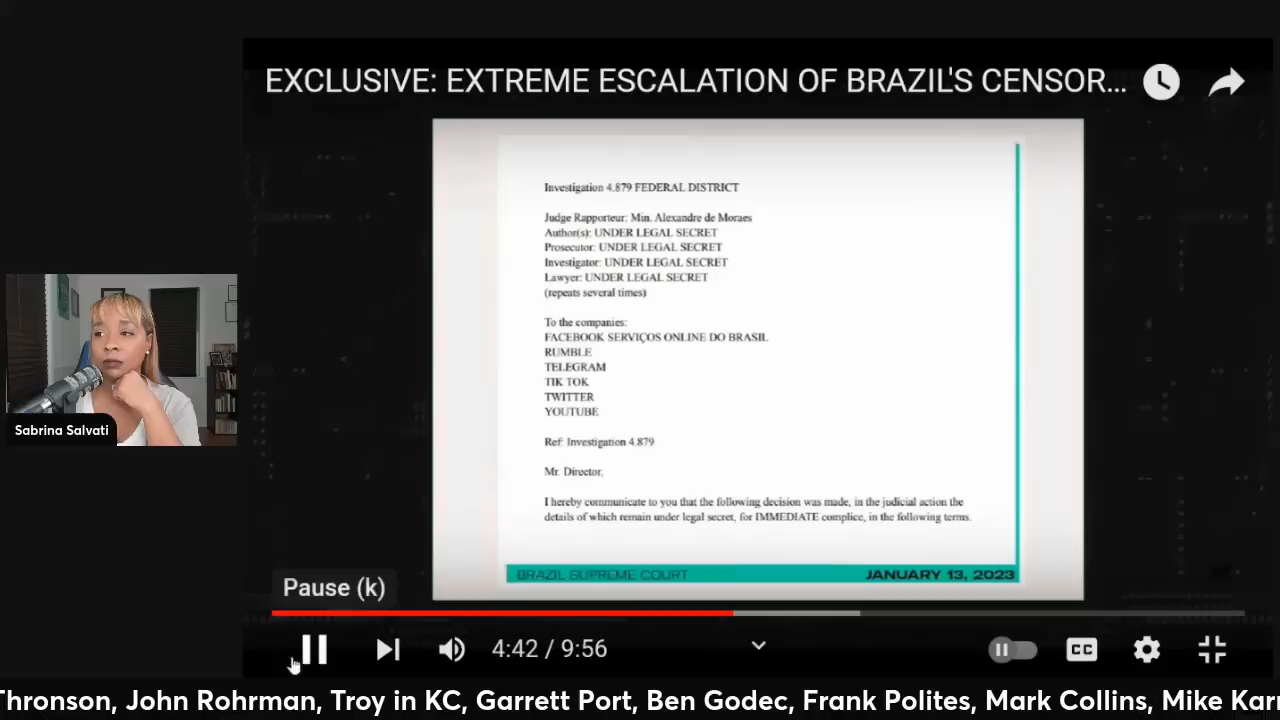 EXCLUSIVE: EXTREME ESCALATION OF BRAZIL'S CENSOR...
Investigation 4.879 FEDERAL DISTRICT
Judge Rapporteur: Min. Alexandre de Moraes
Author(s): UNDER LEGAL SECRET
Prosecutor: UNDER LEGAL SECRET
Investigator: UNDER LEGAL SECRET
Lawyer: UNDER LEGAL SECRET
(repeats several times)
To the companies:
FACEBOOK SERVIÇOS ONLINE DO BRASIL
RUMBLE
TELEGRAM
TIK TOK
TWITTER
YOUTUBE
Ref: Investigation 4.879
Mr. Director,
I hereby communicate to you that the following decision was made, in the judicial action the
details of which remain under legal secret, for IMMEDIATE complice, in the following terms.
BRAZIL SUPREME COURT JANUARY 13, 2023
Sabrina Salvati
Pause (k)
4:42 / 9:56
CC
Thronson, John Rohrman, Troy in KC, Garrett Port, Ben Godec, Frank Polites, Mark Collins, Mike Kar